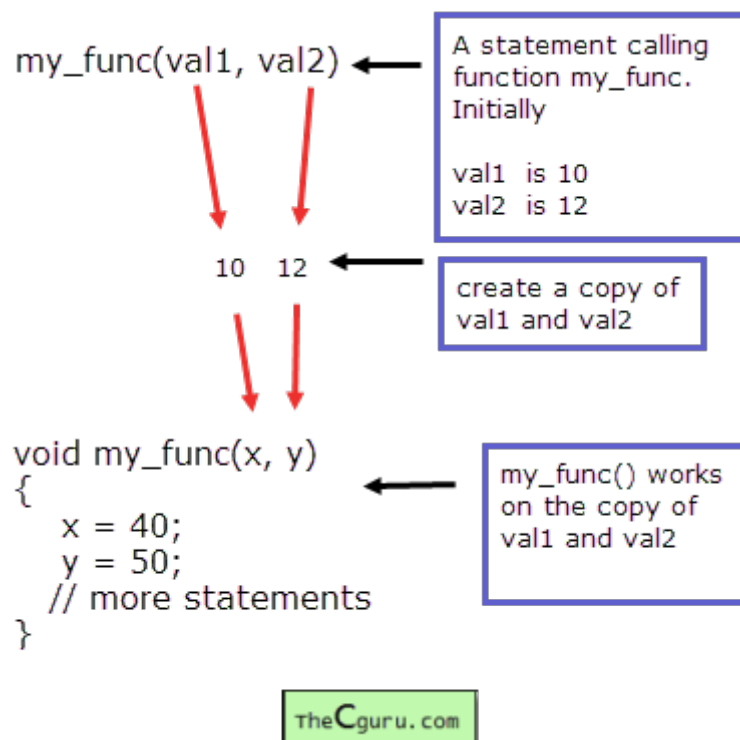 my_func(val1, val2)
A statement calling
function my_func.
Initially
val1 is 10
val2 is 12
10 12
create a copy of
val1 and val2
void my_func(x, y)
{
x = 40;
y = 50;
// more statements
}
my_func() works
on the copy of
val1 and val2
TheCguru.com